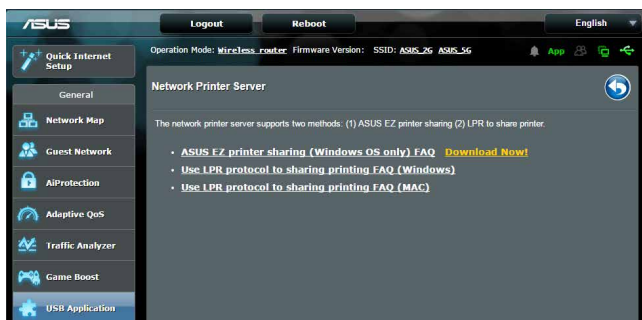 ASUS
Logout
Reboot
English
Quick Internet
Setup
Operation Mode: Wireless router Firmware Version: SSID: ASUS_2G ASUS_5G
App
General
Network Map
Guest Network
AiProtection
Adaptive QoS
Traffic Analyzer
Game Boost
USB Application
Network Printer Server
The network printer server supports two methods: (1) ASUS EZ printer sharing (2) LPR to share printer.
• ASUS EZ printer sharing (Windows OS only) FAQ Download Now!
• Use LPR protocol to sharing printing FAQ (Windows)
• Use LPR protocol to sharing printing FAQ (MAC)